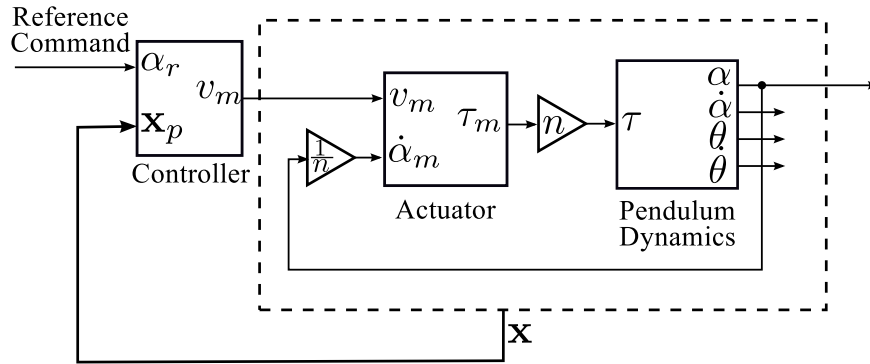 Reference
Command
α_r
v_m
x_p
Controller
1/n
v_m
α̇_m
τ_m
Actuator
n
τ
α
α̇
θ
θ̇
Pendulum
Dynamics
x